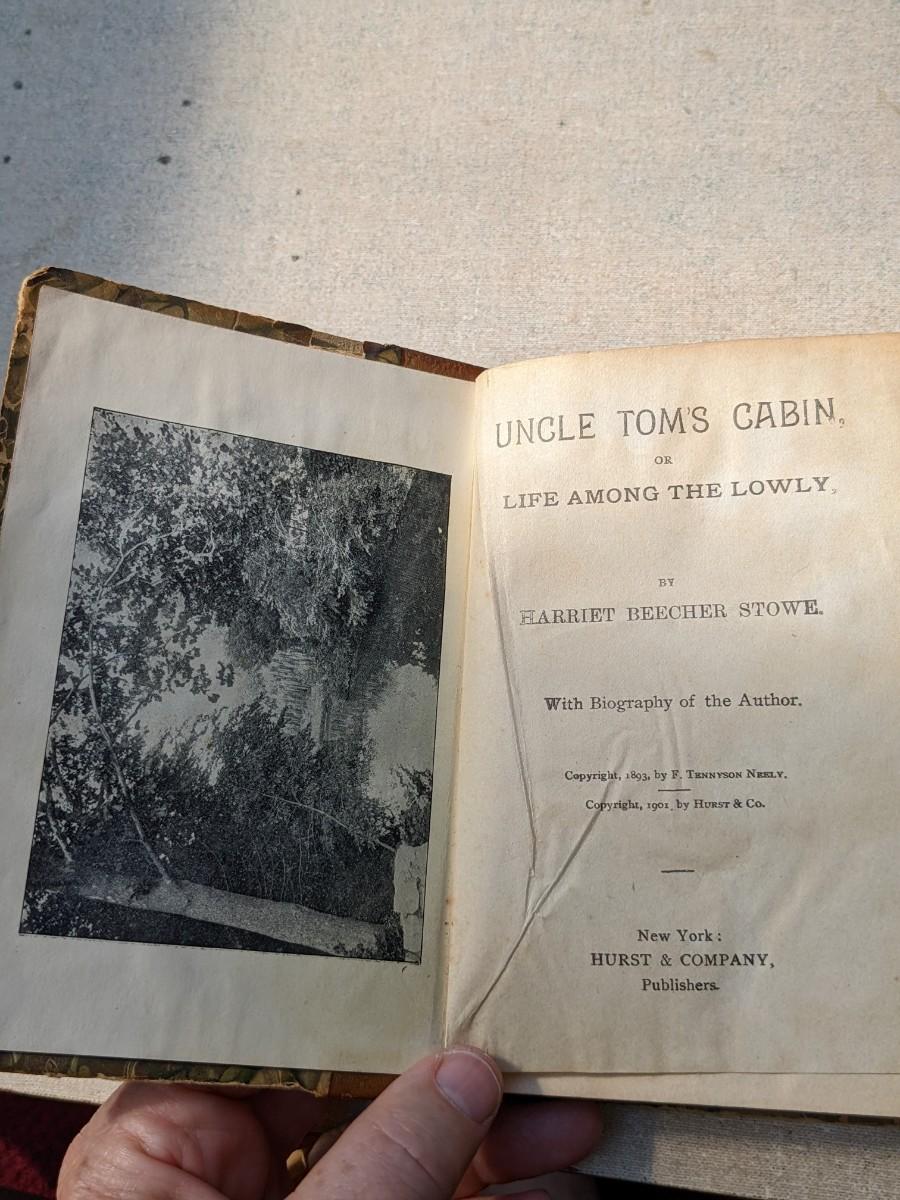 UNCLE TOM'S CABIN,
OR
LIFE AMONG THE LOWLY,
BY
HARRIET BEECHER STOWE.
With Biography of the Author.
Copyright, 1893, by F. Tennyson Neely.
Copyright, 1901, by Hurst & Co.
New York:
HURST & COMPANY,
Publishers.